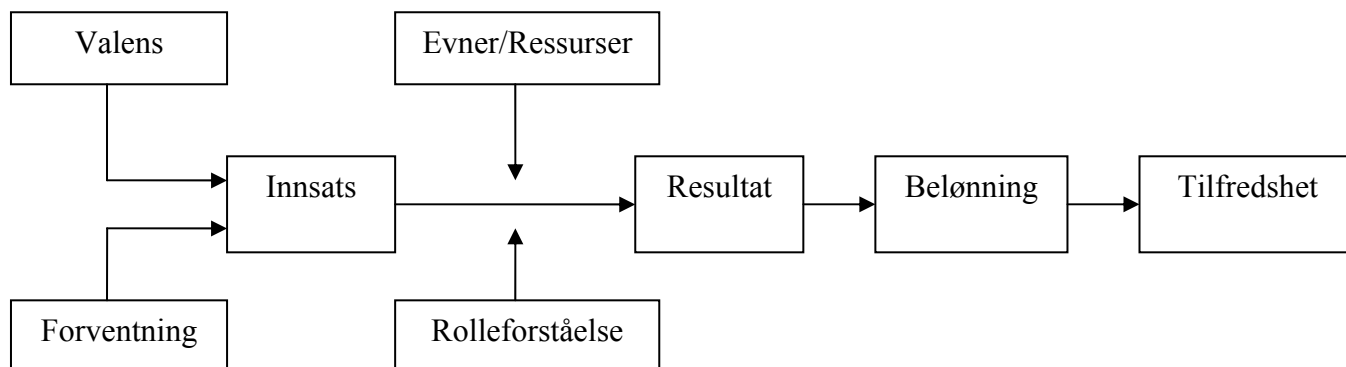 Valens
Evner/Ressurser
Innsats
Resultat
Belønning
Tilfredshet
Forventning
Rolleforståelse